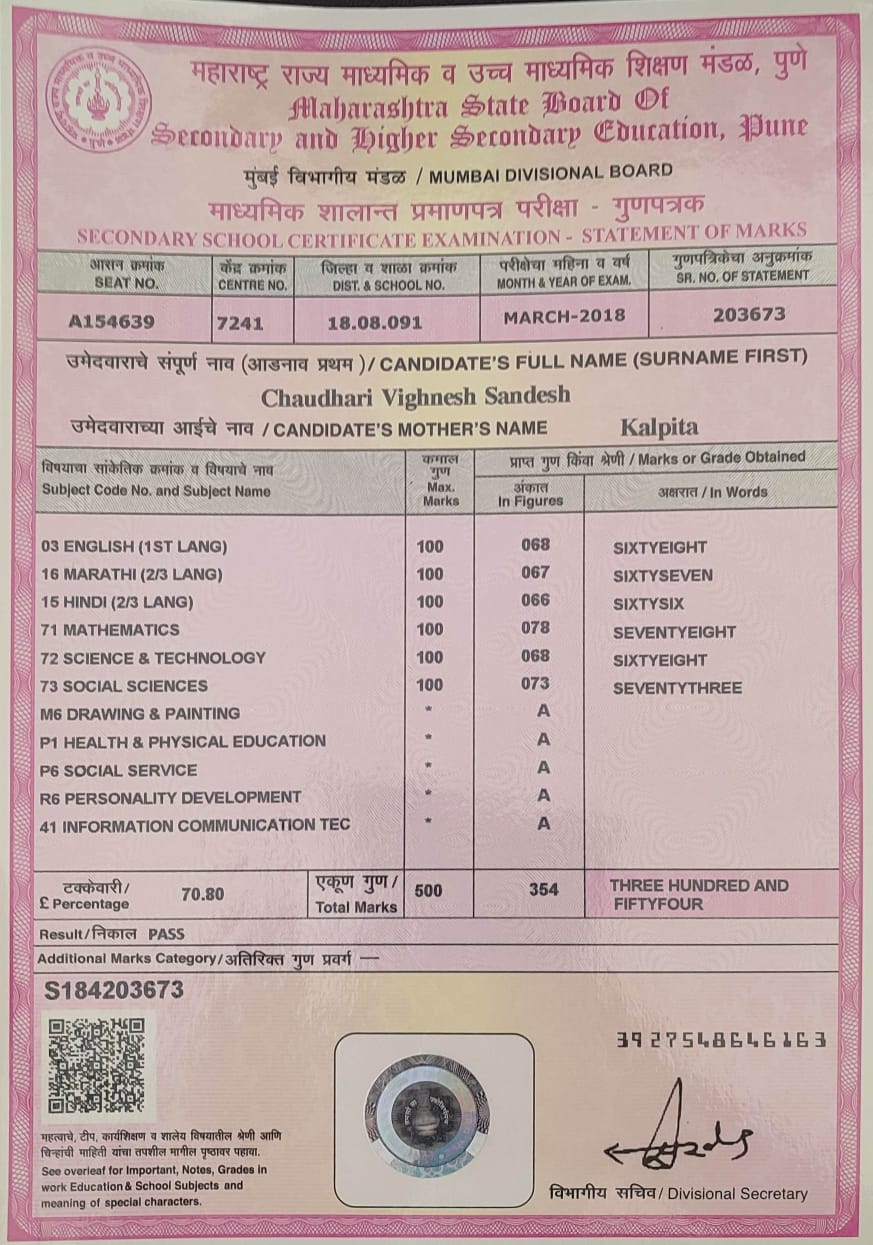 महाराष्ट्र राज्य माध्यमिक व उच्च माध्यमिक शिक्षण मंडळ, पुणे
Maharashtra State Board Of
Secondary and Higher Secondary Education, Pune
मुंबई विभागीय मंडळ / MUMBAI DIVISIONAL BOARD
माध्यमिक शालान्त प्रमाणपत्र परीक्षा - गुणपत्रक
SECONDARY SCHOOL CERTIFICATE EXAMINATION - STATEMENT OF MARKS
आसन क्रमांक केंद्र क्रमांक जिल्हा व शाळा क्रमांक परीक्षेचा महिना व वर्ष गुणपत्रिकेचा अनुक्रमांक
SEAT NO. CENTRE NO. DIST. & SCHOOL NO. MONTH & YEAR OF EXAM. SR. NO. OF STATEMENT
A154639 7241 18.08.091 MARCH-2018 203673
उमेदवाराचे संपूर्ण नाव (आडनाव प्रथम )/ CANDIDATE'S FULL NAME (SURNAME FIRST)
Chaudhari Vighnesh Sandesh
उमेदवाराच्या आईचे नाव / CANDIDATE'S MOTHER'S NAME Kalpita
विषयाचा सांकेतिक क्रमांक व विषयाचे नाव
Subject Code No. and Subject Name
कमाल
गुण
Max.
Marks
प्राप्त गुण किंवा श्रेणी / Marks or Grade Obtained
अंकात
In Figures
अक्षरात / In Words
03 ENGLISH (1ST LANG) 100 068 SIXTYEIGHT
16 MARATHI (2/3 LANG) 100 067 SIXTYSEVEN
15 HINDI (2/3 LANG) 100 066 SIXTYSIX
71 MATHEMATICS 100 078 SEVENTYEIGHT
72 SCIENCE & TECHNOLOGY 100 068 SIXTYEIGHT
73 SOCIAL SCIENCES 100 073 SEVENTYTHREE
M6 DRAWING & PAINTING * A
P1 HEALTH & PHYSICAL EDUCATION * A
P6 SOCIAL SERVICE * A
R6 PERSONALITY DEVELOPMENT * A
41 INFORMATION COMMUNICATION TEC * A
टक्केवारी/
£ Percentage
70.80
एकूण गुण /
Total Marks
500 354
THREE HUNDRED AND
FIFTYFOUR
Result/निकाल PASS
Additional Marks Category/अतिरिक्त गुण प्रवर्ग —
S184203673
3927548646163
महत्वाचे, टीप, कार्यशिक्षण व शालेय विषयातील श्रेणी आणि
चिन्हांची माहिती यांचा तपशील मागील पृष्ठावर पहावा.
See overleaf for Important, Notes, Grades in
work Education & School Subjects and
meaning of special characters.
विभागीय सचिव/ Divisional Secretary